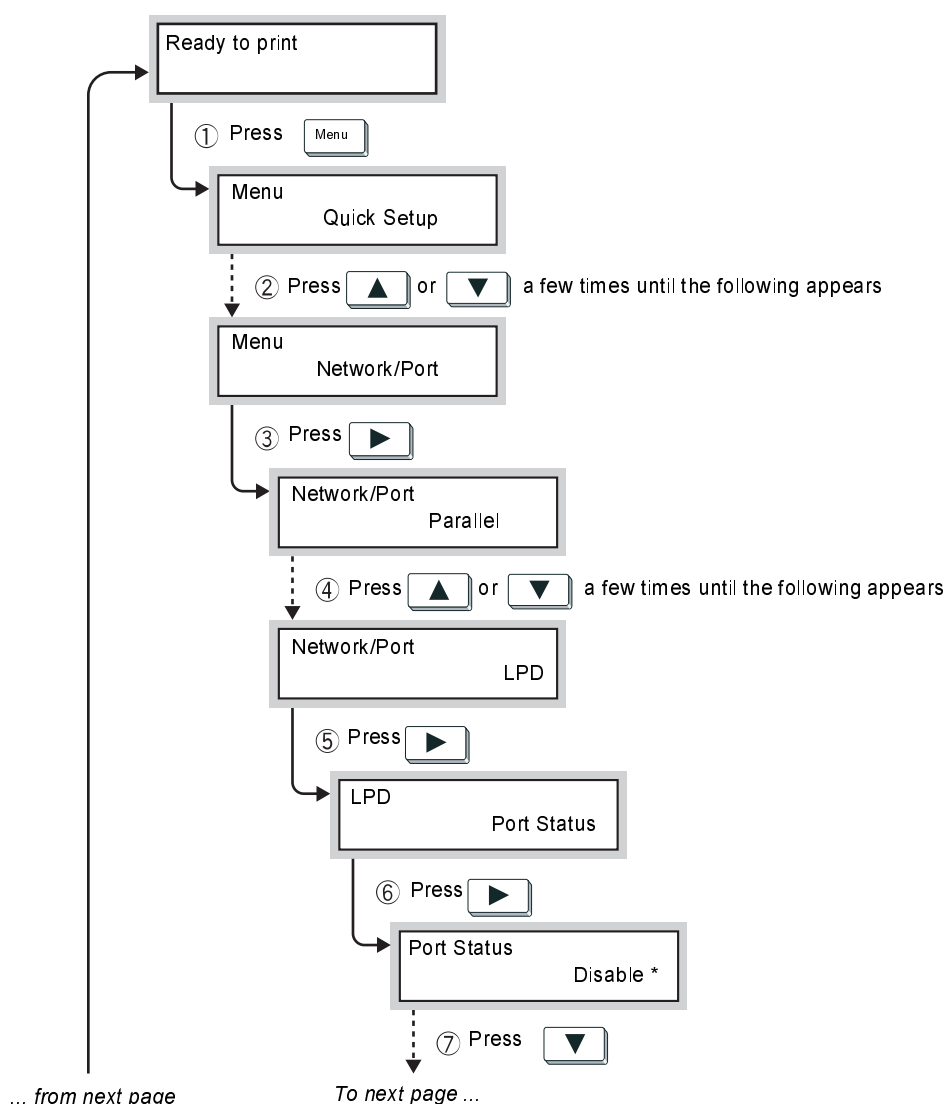 Ready to print
① Press Menu
Menu
Quick Setup
② Press ▲ or ▼ a few times until the following appears
Menu
Network/Port
③ Press ▶
Network/Port
Parallel
④ Press ▲ or ▼ a few times until the following appears
Network/Port
LPD
⑤ Press ▶
LPD
Port Status
⑥ Press ▶
Port Status
Disable *
⑦ Press ▼
... from next page
To next page ...